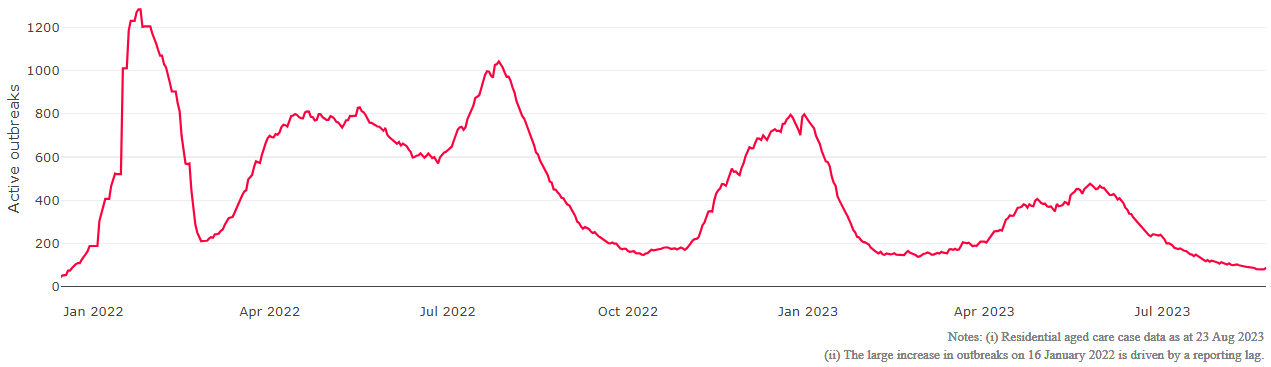 Active outbreaks
1200
1000
800
600
400
200
0
Jan 2022 Apr 2022 Jul 2022 Oct 2022 Jan 2023 Apr 2023 Jul 2023
Notes: (i) Residential aged care case data as at 23 Aug 2023
(ii) The large increase in outbreaks on 16 January 2022 is driven by a reporting lag.